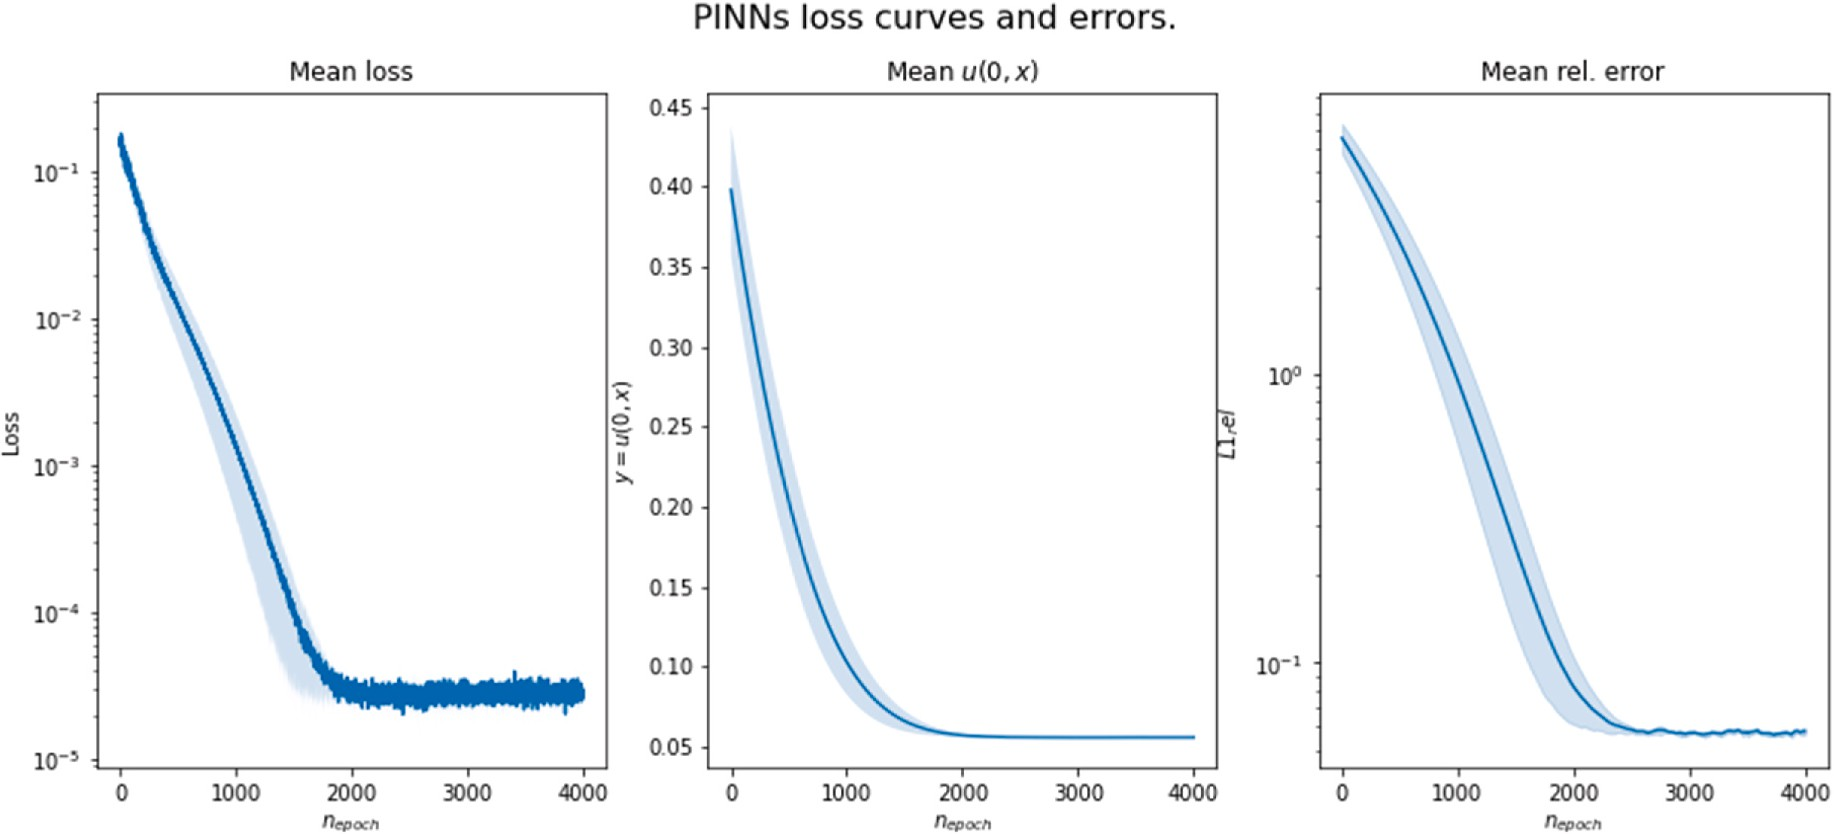 PINNs loss curves and errors.
Mean loss
Loss
10⁻¹
10⁻²
10⁻³
10⁻⁴
10⁻⁵
0 1000 2000 3000 4000
n_epoch
Mean u(0, x)
y = u(0, x)
0.45
0.40
0.35
0.30
0.25
0.20
0.15
0.10
0.05
0 1000 2000 3000 4000
n_epoch
Mean rel. error
L1_rel
10⁰
10⁻¹
0 1000 2000 3000 4000
n_epoch